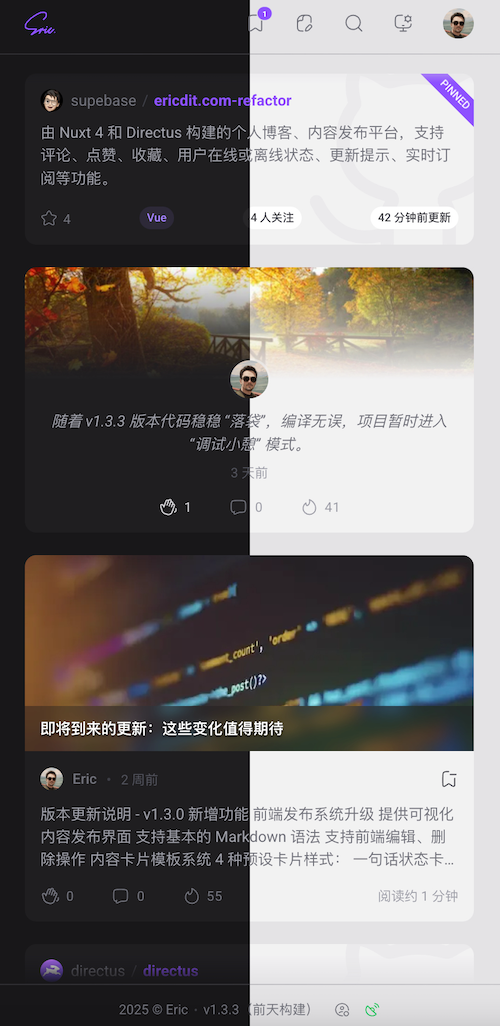 Eric.
1
supebase / ericdit.com-refactor
PINNED
由 Nuxt 4 和 Directus 构建的个人博客、内容发布平台，支持
评论、点赞、收藏、用户在线或离线状态、更新提示、实时订
阅等功能。
4 Vue 4 人关注 42 分钟前更新
随着 v1.3.3 版本代码稳稳 “落袋”，编译无误，项目暂时进入
“调试小憩” 模式。
3 天前
1 0 41
count', 'order'
the_post()?>
即将到来的更新：这些变化值得期待
Eric • 2 周前
版本更新说明 - v1.3.0 新增功能 前端发布系统升级 提供可视化
内容发布界面 支持基本的 Markdown 语法 支持前端编辑、删
除操作 内容卡片模板系统 4 种预设卡片样式： 一句话状态卡...
0 0 55 阅读约 1 分钟
directus / directus
2025 © Eric • v1.3.3（前天构建）